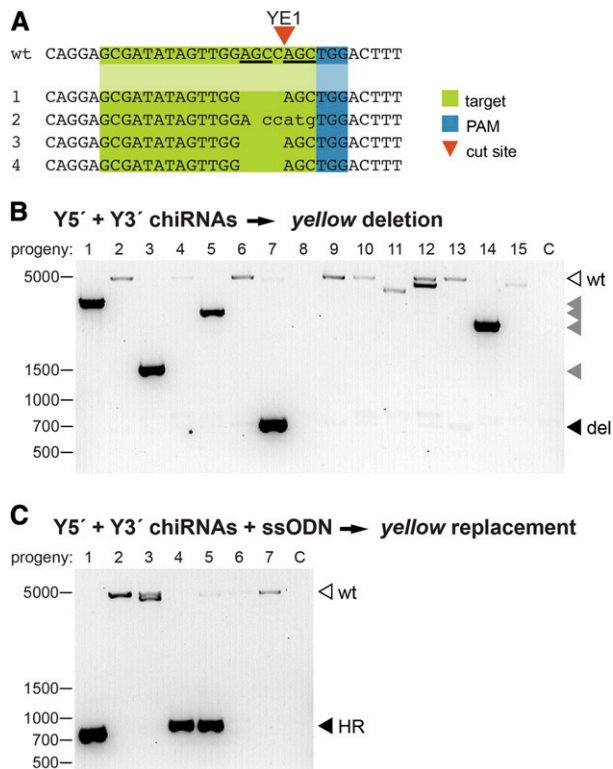 A
YE1
wt CAGGAGCGATATAGTTGGAGCCAGCTGGACTTT
1 CAGGAGCGATATAGTTGG AGCTGGACTTT
2 CAGGAGCGATATAGTTGGA ccatgTGGACTTT
3 CAGGAGCGATATAGTTGG AGCTGGACTTT
4 CAGGAGCGATATAGTTGG AGCTGGACTTT
target
PAM
cut site
B Y5´ + Y3´ chiRNAs → yellow deletion
progeny: 1 2 3 4 5 6 7 8 9 10 11 12 13 14 15 C
5000
wt
1500
1000
700
del
500
C Y5´ + Y3´ chiRNAs + ssODN → yellow replacement
progeny: 1 2 3 4 5 6 7 C
5000
wt
1500
1000
HR
700
500